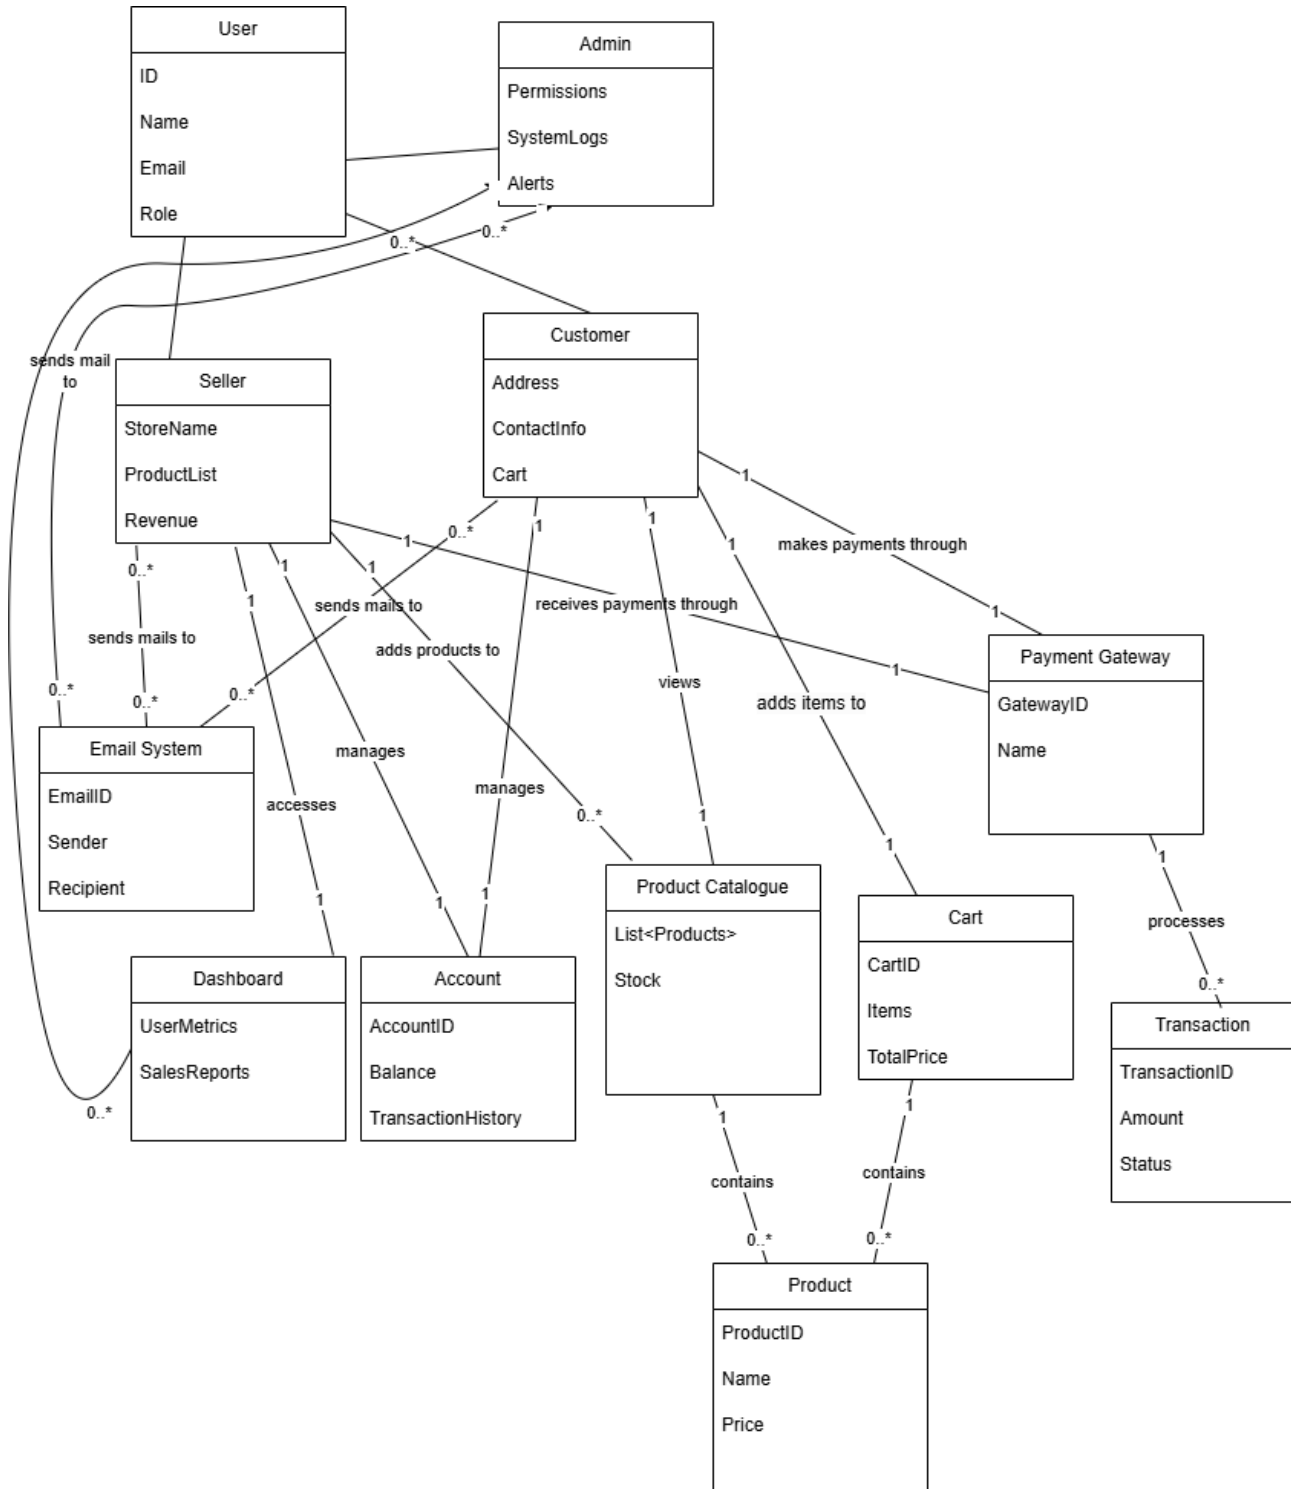 User
ID
Name
Email
Role
Admin
Permissions
SystemLogs
Alerts
0..*
0..*
sends mail
to
Seller
StoreName
ProductList
Revenue
Customer
Address
ContactInfo
Cart
1
0..*
1
1
1
1
1
0..*
1
1
makes payments through
sends mails to
receives payments through
1
sends mails to
adds products to
1
views
0..*
0..*
0..*
adds items to
Payment Gateway
GatewayID
Name
Email System
EmailID
Sender
Recipient
manages
manages
accesses
0..*
1
1
1
1
1
1
Product Catalogue
List<Products>
Stock
Cart
CartID
Items
TotalPrice
processes
0..*
Dashboard
UserMetrics
SalesReports
Account
AccountID
Balance
TransactionHistory
Transaction
TransactionID
Amount
Status
0..*
1
1
contains
contains
0..*
0..*
Product
ProductID
Name
Price